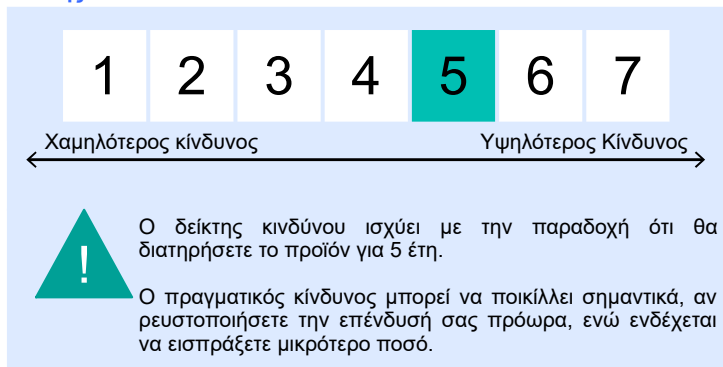 1 2 3 4 5 6 7
Χαμηλότερος κίνδυνος Υψηλότερος Κίνδυνος
! Ο δείκτης κινδύνου ισχύει με την παραδοχή ότι θα
διατηρήσετε το προϊόν για 5 έτη.
Ο πραγματικός κίνδυνος μπορεί να ποικίλλει σημαντικά, αν
ρευστοποιήσετε την επένδυσή σας πρόωρα, ενώ ενδέχεται
να εισπράξετε μικρότερο ποσό.